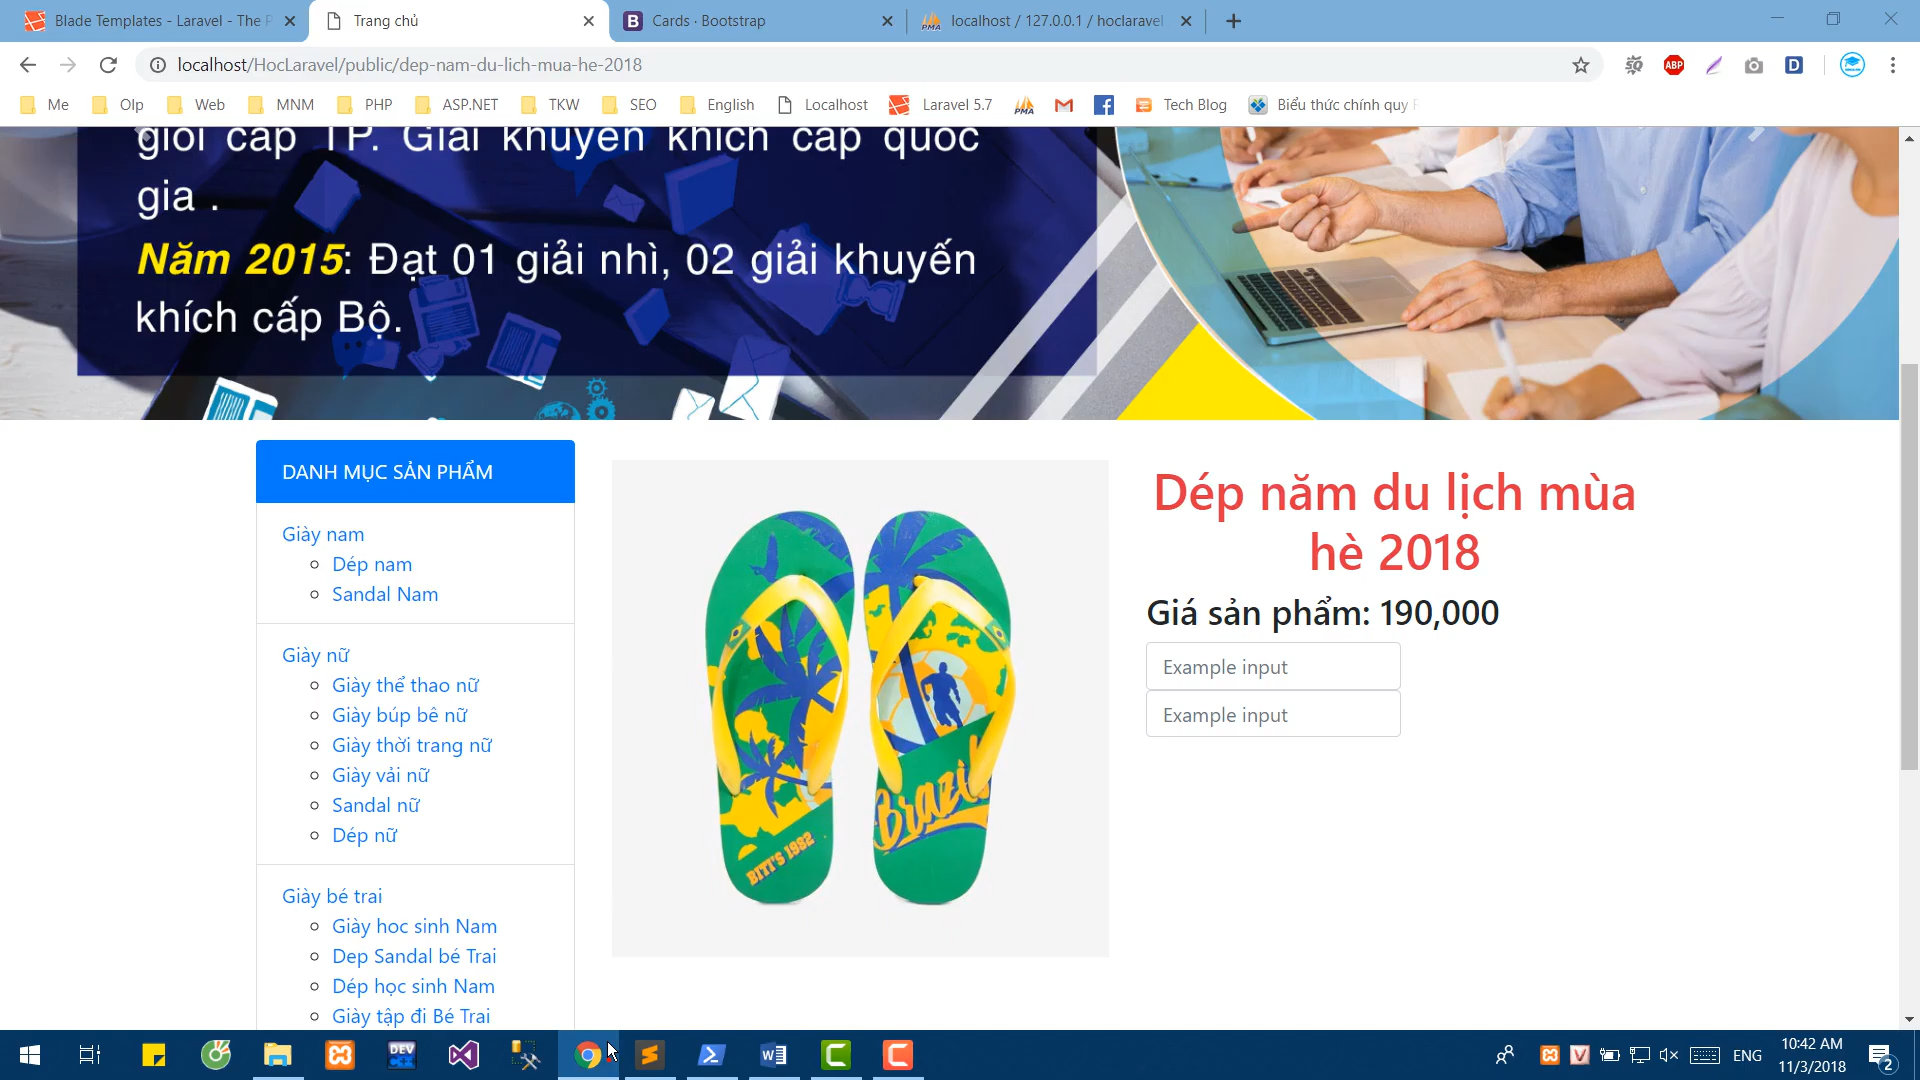 Blade Templates - Laravel - The P
Trang chủ
Cards · Bootstrap
localhost / 127.0.0.1 / hoclaravel
localhost/HocLaravel/public/dep-nam-du-lich-mua-he-2018
ABP
D
Me
Olp
Web
MNM
PHP
ASP.NET
TKW
SEO
English
Localhost
Laravel 5.7
PMA
Tech Blog
Biểu thức chính quy
giỏi cấp TP. Giải khuyến khích cấp quốc
gia .
Năm 2015: Đạt 01 giải nhì, 02 giải khuyến
khích cấp Bộ.
DANH MỤC SẢN PHẨM
Giày nam
Dép nam
Sandal Nam
Giày nữ
Giày thể thao nữ
Giày búp bê nữ
Giày thời trang nữ
Giày vải nữ
Sandal nữ
Dép nữ
Giày bé trai
Giày hoc sinh Nam
Dep Sandal bé Trai
Dép học sinh Nam
Giày tập đi Bé Trai
BITI'S 1982
Brazil
Dép năm du lịch mùa
hè 2018
Giá sản phẩm: 190,000
Example input
Example input
DEV
C++
ENG
10:42 AM
11/3/2018
2